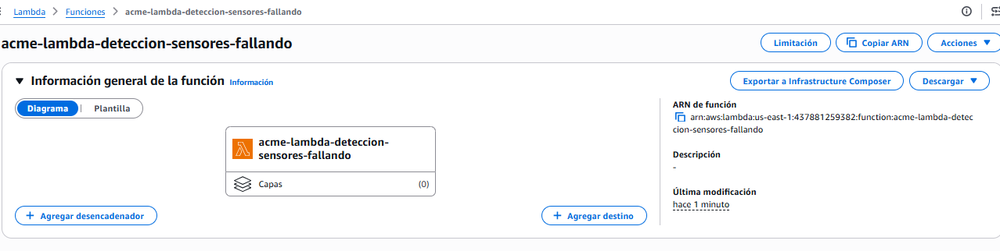 Lambda > Funciones > acme-lambda-deteccion-sensores-fallando
acme-lambda-deteccion-sensores-fallando
Limitación
Copiar ARN
Acciones
Información general de la función Información
Exportar a Infrastructure Composer
Descargar
Diagrama
Plantilla
acme-lambda-deteccion-
sensores-fallando
Capas (0)
+ Agregar desencadenador
+ Agregar destino
ARN de función
arn:aws:lambda:us-east-1:437881259382:function:acme-lambda-detec
cion-sensores-fallando
Descripción
-
Última modificación
hace 1 minuto